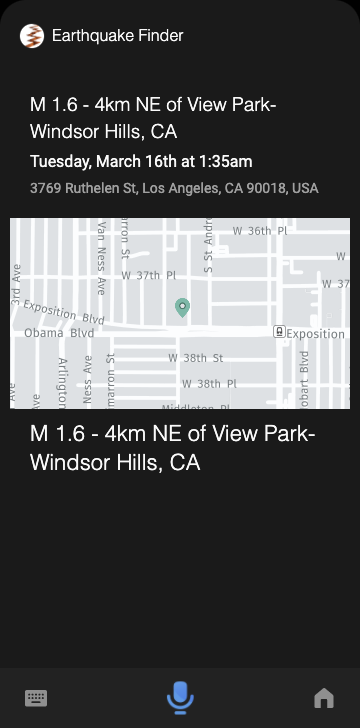 Earthquake Finder
M 1.6 - 4km NE of View Park-
Windsor Hills, CA
Tuesday, March 16th at 1:35am
3769 Ruthelen St, Los Angeles, CA 90018, USA
Van Ness Ave
S St Andre
W 36th Pl
W
3rd Ave
W 37th Pl
W 37
Exposition Blvd
Obama Blvd
Exposition
W 38th St
Arlington
Ness Ave
marron St
obart Blvd
W 38th Pl
Middleton Pl
M 1.6 - 4km NE of View Park-
Windsor Hills, CA